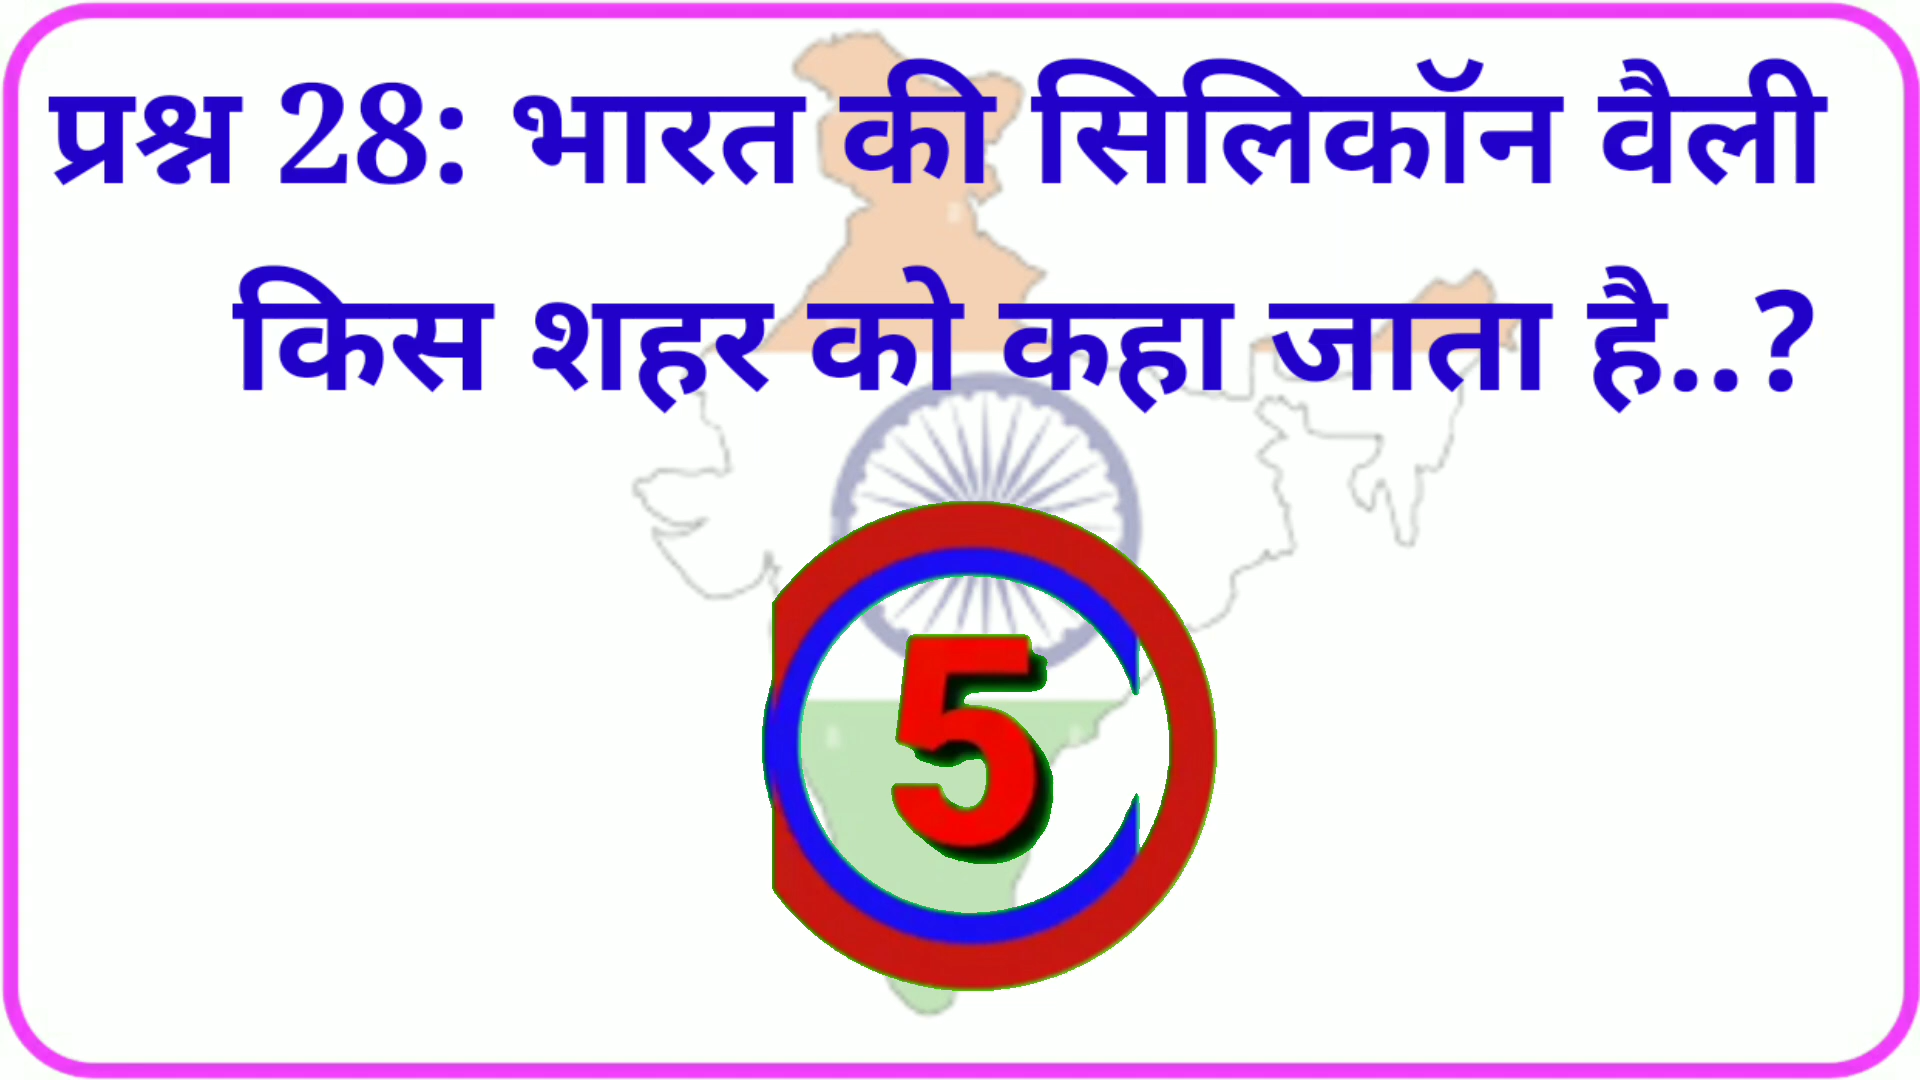 प्रश्न 28: भारत की सिलिकॉन वैली
किस शहर को कहा जाता है..?
5